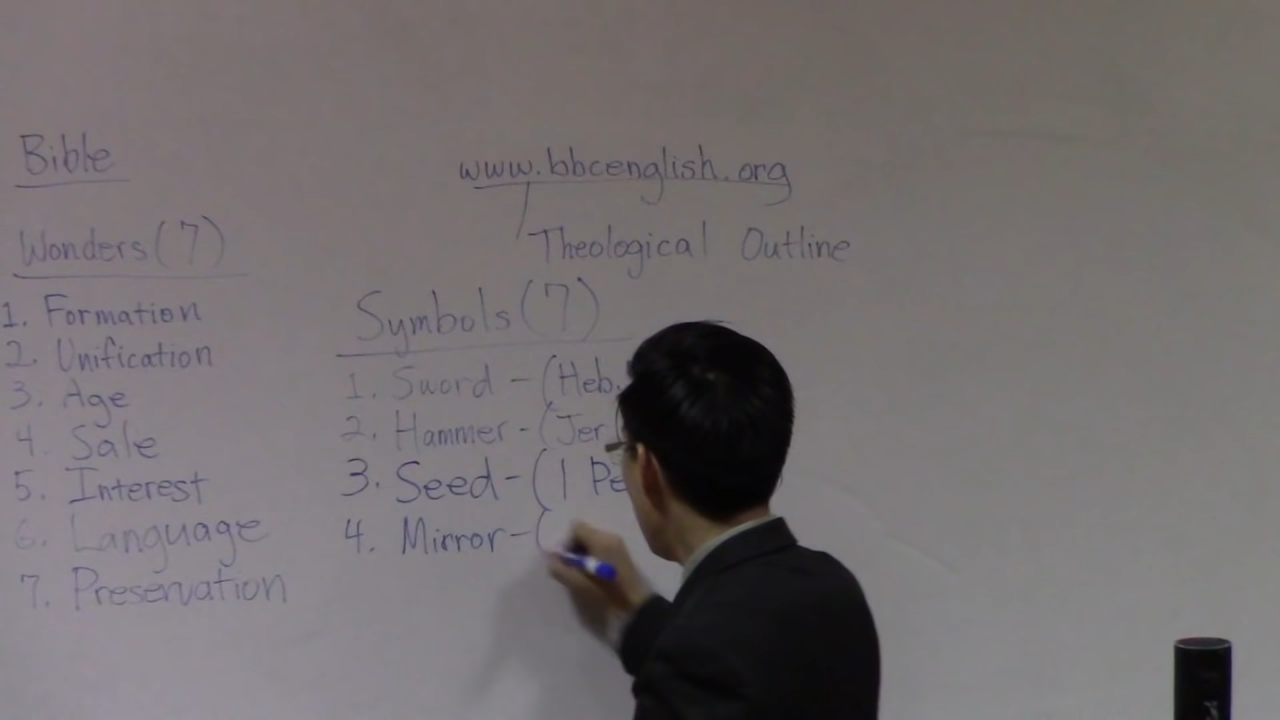 Bible
www.bbcenglish.org
Theological Outline
Wonders (7)
1. Formation
2. Unification
3. Age
4. Sale
5. Interest
6. Language
7. Preservation
Symbols (7)
1. Sword - (Heb.
2. Hammer - (Jer
3. Seed - (1 Pe
4. Mirror - (